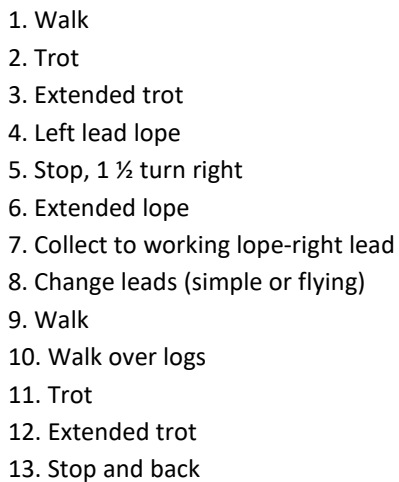 1. Walk
2. Trot
3. Extended trot
4. Left lead lope
5. Stop, 1 ½ turn right
6. Extended lope
7. Collect to working lope-right lead
8. Change leads (simple or flying)
9. Walk
10. Walk over logs
11. Trot
12. Extended trot
13. Stop and back